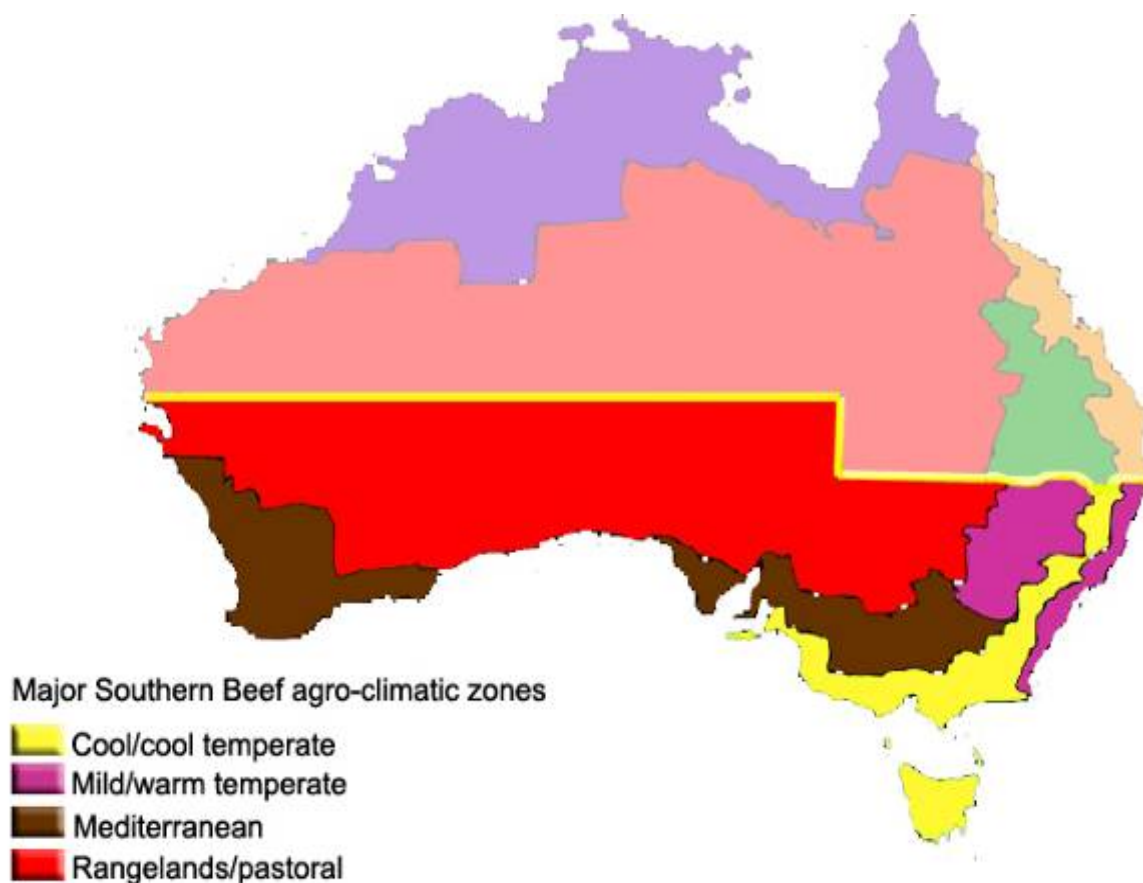 Major Southern Beef agro-climatic zones
Cool/cool temperate
Mild/warm temperate
Mediterranean
Rangelands/pastoral